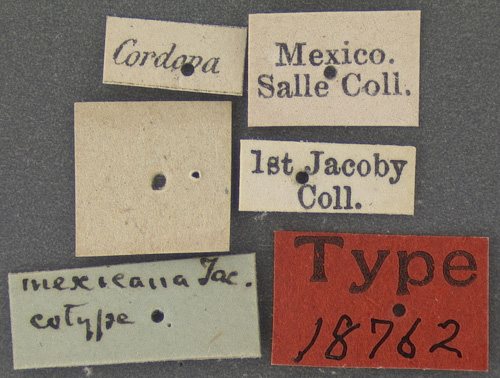 Cordova
Mexico.
Salle Coll.
1st Jacoby
Coll.
mexicana Jac.
cotype
Type
18762